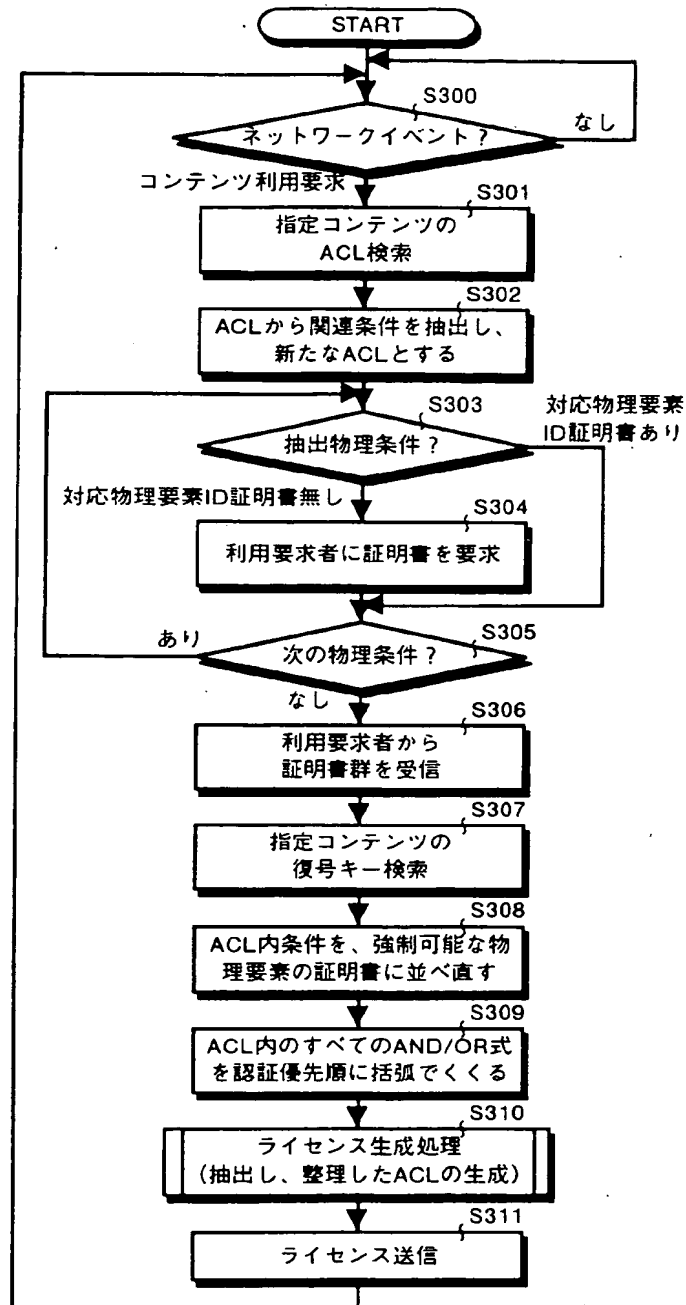 START
S300
ネットワークイベント?
なし
コンテンツ利用要求
S301
指定コンテンツの
ACL検索
S302
ACLから関連条件を抽出し、
新たなACLとする
S303
抽出物理条件?
対応物理要素
ID証明書あり
対応物理要素ID証明書無し
S304
利用要求者に証明書を要求
S305
次の物理条件?
あり
なし
S306
利用要求者から
証明書群を受信
S307
指定コンテンツの
復号キー検索
S308
ACL内条件を、強制可能な物
理要素の証明書に並べ直す
S309
ACL内のすべてのAND/OR式
を認証優先順に括弧でくくる
S310
ライセンス生成処理
(抽出し、整理したACLの生成)
S311
ライセンス送信